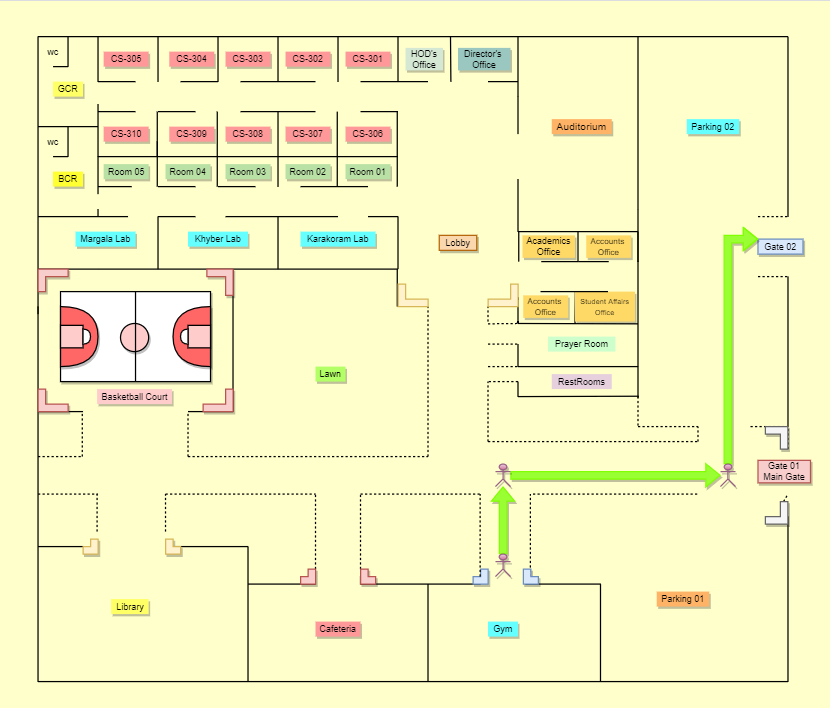 wc
CS-305
CS-304
CS-303
CS-302
CS-301
HOD's
Office
Director's
Office
GCR
CS-310
CS-309
CS-308
CS-307
CS-306
Auditorium
Parking 02
wc
BCR
Room 05
Room 04
Room 03
Room 02
Room 01
Margala Lab
Khyber Lab
Karakoram Lab
Lobby
Academics
Office
Accounts
Office
Gate 02
Accounts
Office
Student Affairs
Office
Prayer Room
Lawn
RestRooms
Basketball Court
Gate 01
Main Gate
Library
Cafeteria
Gym
Parking 01